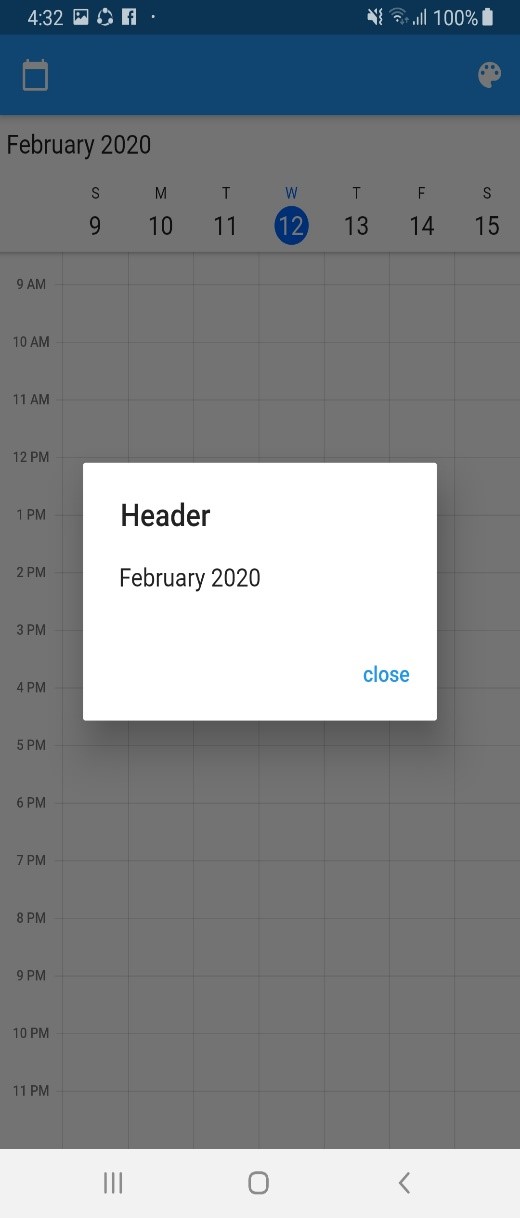 4:32 100%
February 2020
S M T W T F S
9 10 11 12 13 14 15
9 AM
10 AM
11 AM
12 PM
1 PM
Header
2 PM
February 2020
3 PM
4 PM
close
5 PM
6 PM
7 PM
8 PM
9 PM
10 PM
11 PM